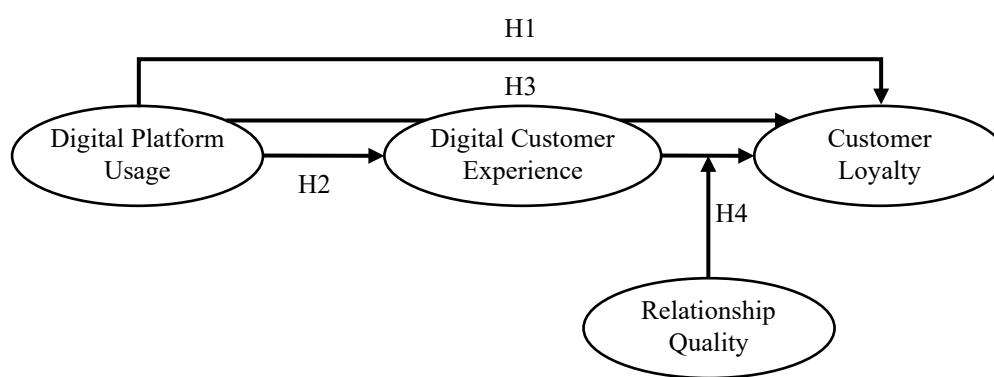 H1
H3
Digital Platform
Usage
H2
Digital Customer
Experience
Customer
Loyalty
H4
Relationship
Quality